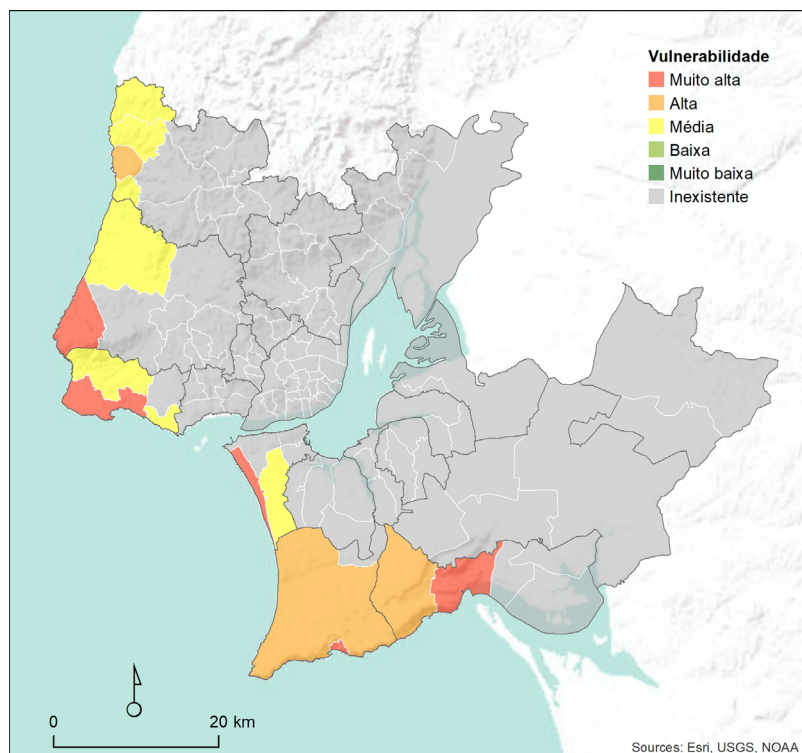 Vulnerabilidade
Muito alta
Alta
Média
Baixa
Muito baixa
Inexistente
0 20 km
Sources: Esri, USGS, NOAA